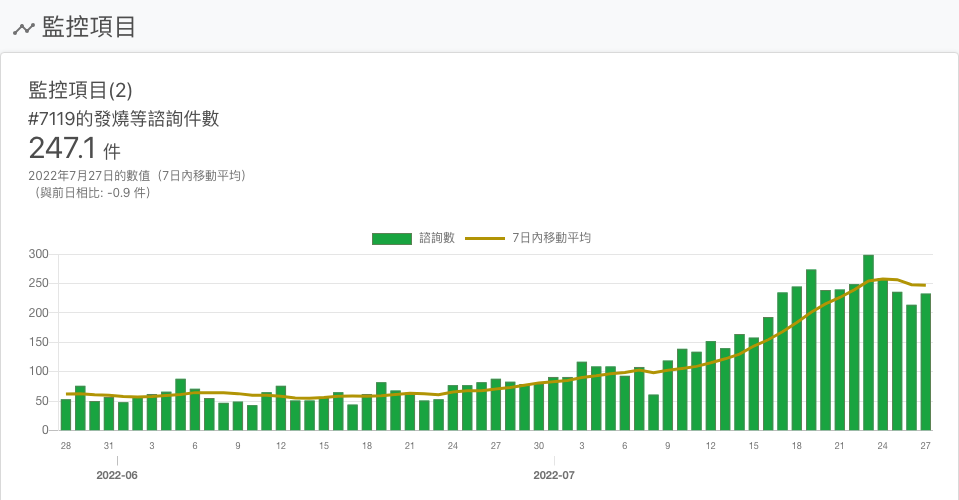 監控項目
監控項目(2)
#7119的發燒等諮詢件數
247.1 件
2022年7月27日的數值（7日內移動平均）
（與前日相比: -0.9 件）
諮詢數 7日內移動平均
300
250
200
150
100
50
0
28 31 3 6 9 12 15 18 21 24 27 30 3 6 9 12 15 18 21 24 27
2022-06 2022-07